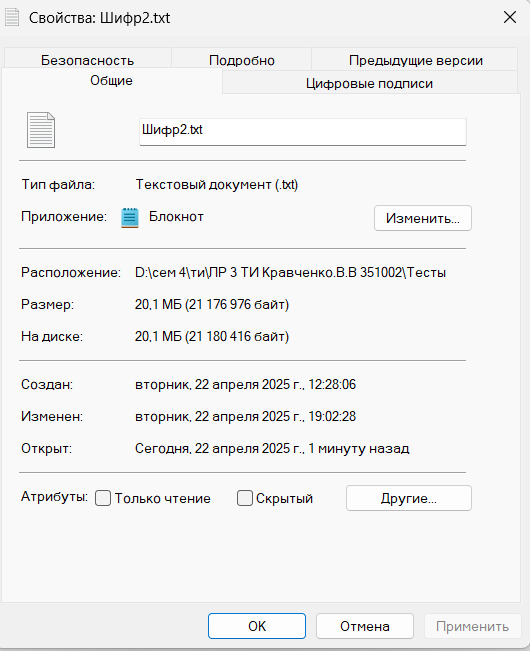 Свойства: Шифр2.txt
Безопасность Подробно Предыдущие версии
Общие Цифровые подписи
Шифр2.txt
Тип файла: Текстовый документ (.txt)
Приложение: Блокнот Изменить...
Расположение: D:\сем 4\ти\ПР 3 ТИ Кравченко.В.В 351002\Тесты
Размер: 20,1 МБ (21 176 976 байт)
На диске: 20,1 МБ (21 180 416 байт)
Создан: вторник, 22 апреля 2025 г., 12:28:06
Изменен: вторник, 22 апреля 2025 г., 19:02:28
Открыт: Сегодня, 22 апреля 2025 г., 1 минуту назад
Атрибуты: Только чтение Скрытый Другие...
OK Отмена Применить